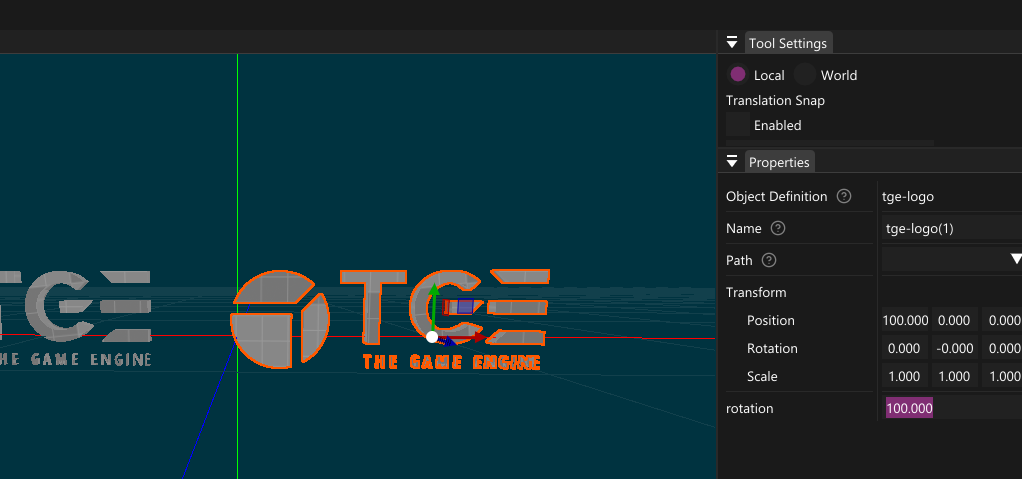 Tool Settings
Local World
Translation Snap
Enabled
Properties
Object Definition ? tge-logo
Name ? tge-logo(1)
Path ?
Transform
Position 100.000 0.000 0.000
Rotation 0.000 -0.000 0.000
Scale 1.000 1.000 1.000
rotation 100.000
TGE
HE GAME ENGINE
TGE
THE GAME ENGINE